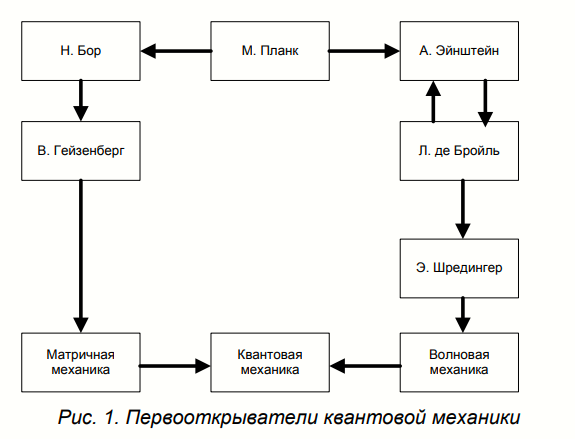 Н. Бор
М. Планк
А. Эйнштейн
В. Гейзенберг
Л. де Бройль
Э. Шредингер
Матричная
механика
Квантовая
механика
Волновая
механика
Рис. 1. Первооткрыватели квантовой механики